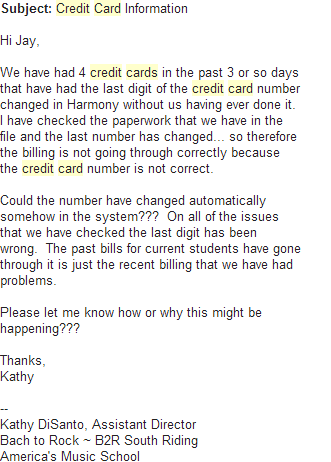 Subject: Credit Card Information
Hi Jay,
We have had 4 credit cards in the past 3 or so days
that have had the last digit of the credit card number
changed in Harmony without us having ever done it.
I have checked the paperwork that we have in the
file and the last number has changed... so therefore
the billing is not going through correctly because
the credit card number is not correct.
Could the number have changed automatically
somehow in the system???  On all of the issues
that we have checked the last digit has been
wrong.  The past bills for current students have gone
through it is just the recent billing that we have had
problems.
Please let me know how or why this might be
happening???
Thanks,
Kathy
--
Kathy DiSanto, Assistant Director
Bach to Rock ~ B2R South Riding
America's Music School